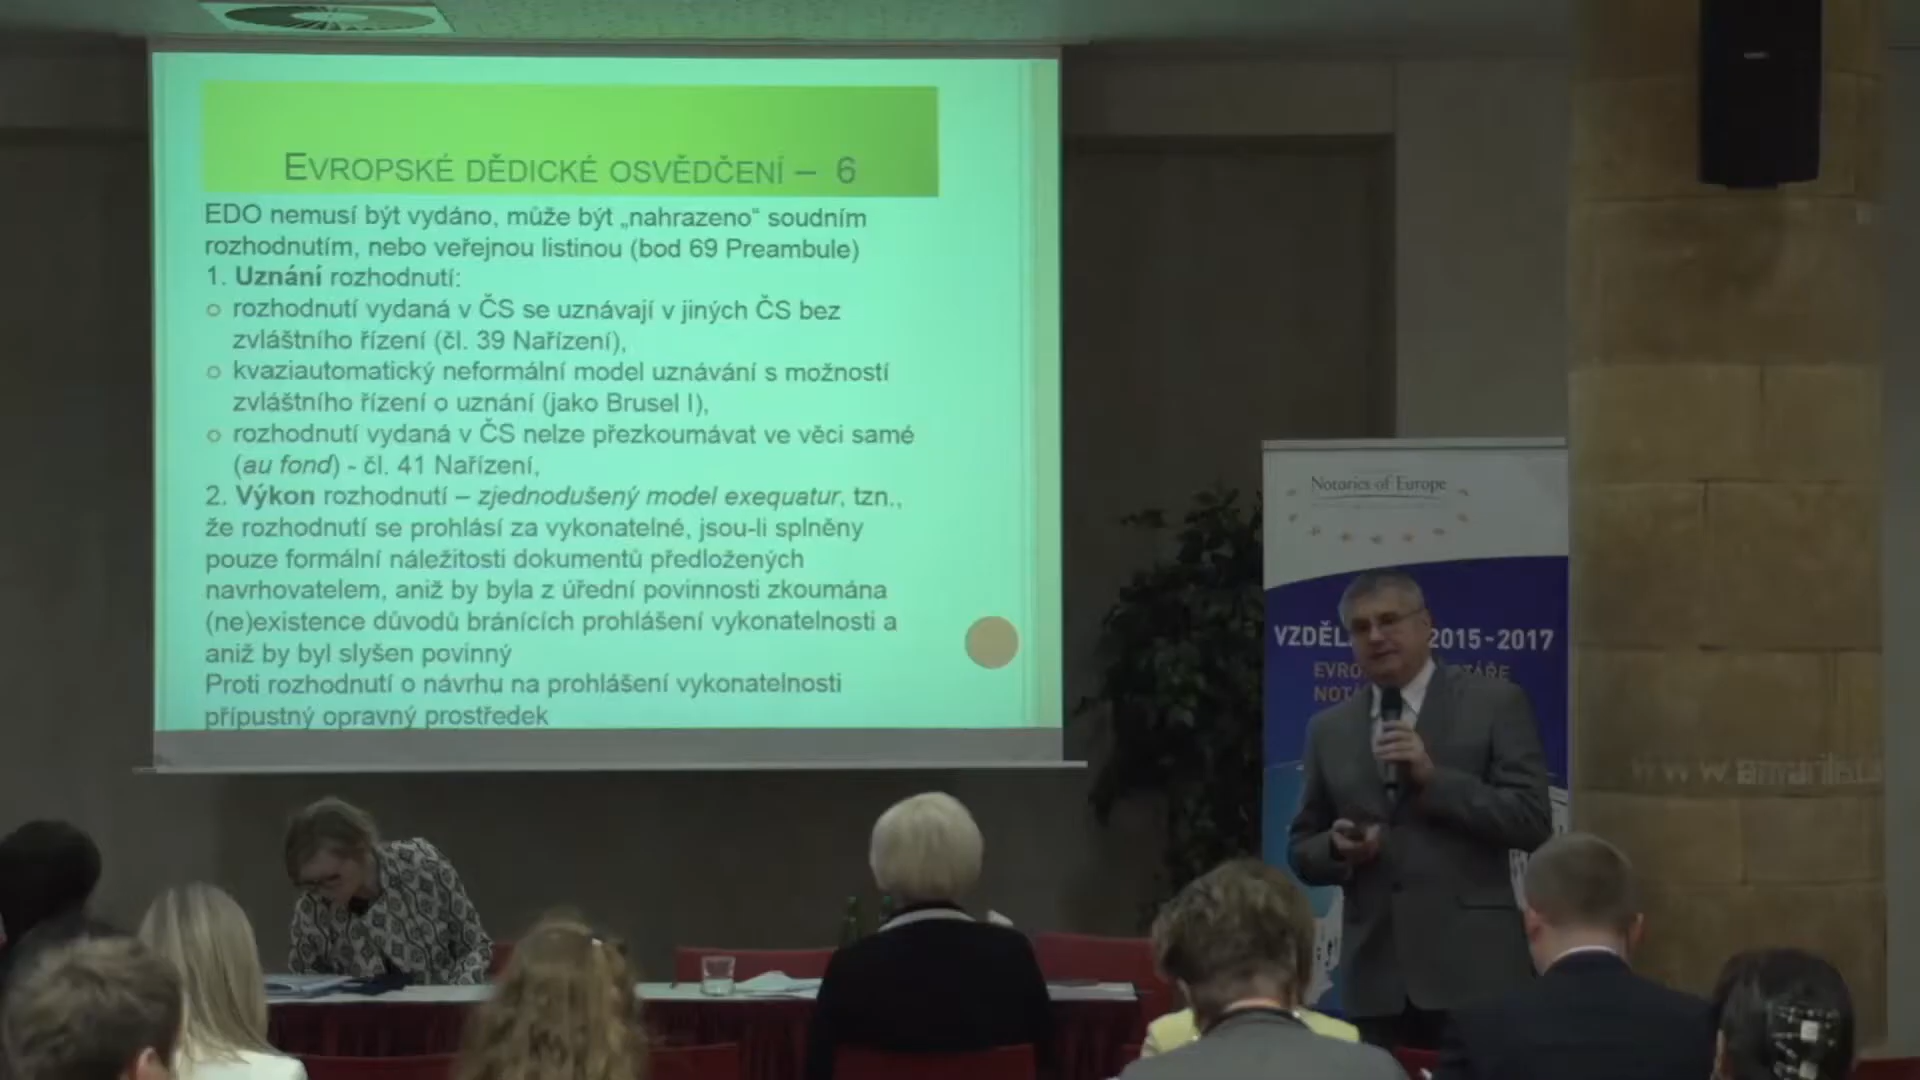 EVROPSKÉ DĚDICKÉ OSVĚDČENÍ – 6
EDO nemusí být vydáno, může být „nahrazeno“ soudním
rozhodnutím, nebo veřejnou listinou (bod 69 Preambule)
1. Uznání rozhodnutí:
rozhodnutí vydaná v ČS se uznávají v jiných ČS bez
zvláštního řízení (čl. 39 Nařízení),
kvaziautomatický neformální model uznávání s možností
zvláštního řízení o uznání (jako Brusel I),
rozhodnutí vydaná v ČS nelze přezkoumávat ve věci samé
(au fond) - čl. 41 Nařízení,
2. Výkon rozhodnutí – zjednodušený model exequatur, tzn.,
že rozhodnutí se prohlásí za vykonatelné, jsou-li splněny
pouze formální náležitosti dokumentů předložených
navrhovatelem, aniž by byla z úřední povinnosti zkoumána
(ne)existence důvodů bránících prohlášení vykonatelnosti a
aniž by byl slyšen povinný
Proti rozhodnutí o návrhu na prohlášení vykonatelnosti
přípustný opravný prostředek
Notaries of Europe
VZDĚL 2015-2017
EVRO TÁŘE
NOTÁ